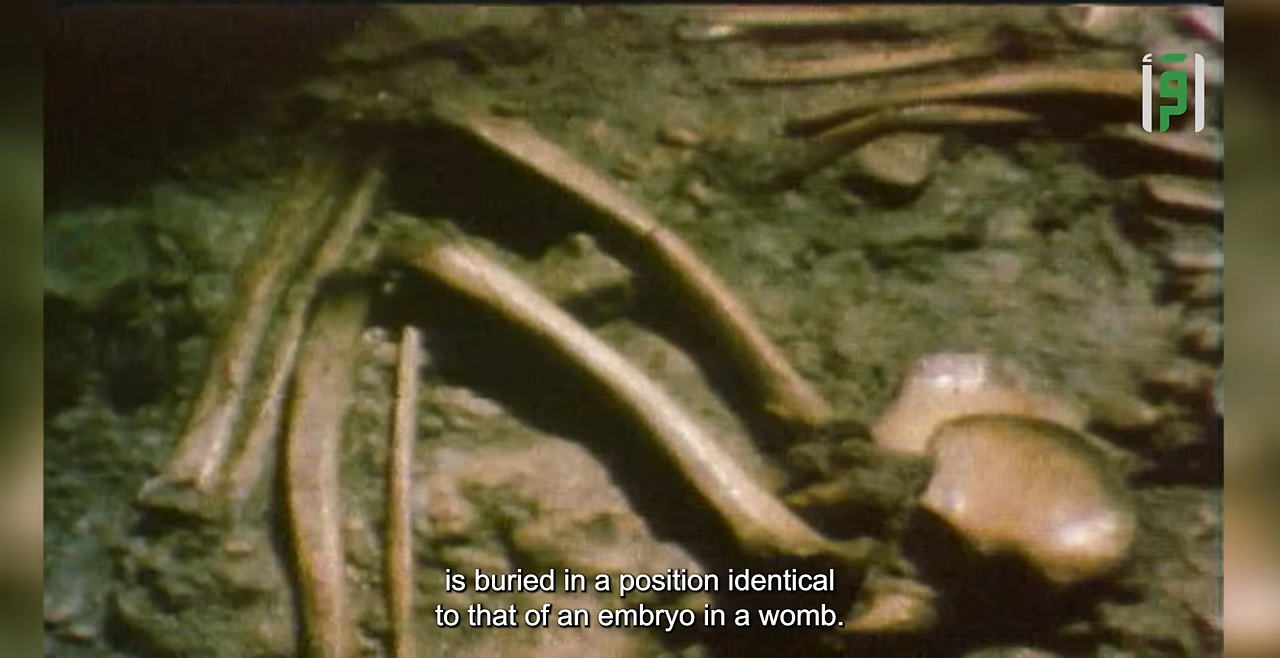 اقرأ
is buried in a position identical
to that of an embryo in a womb.